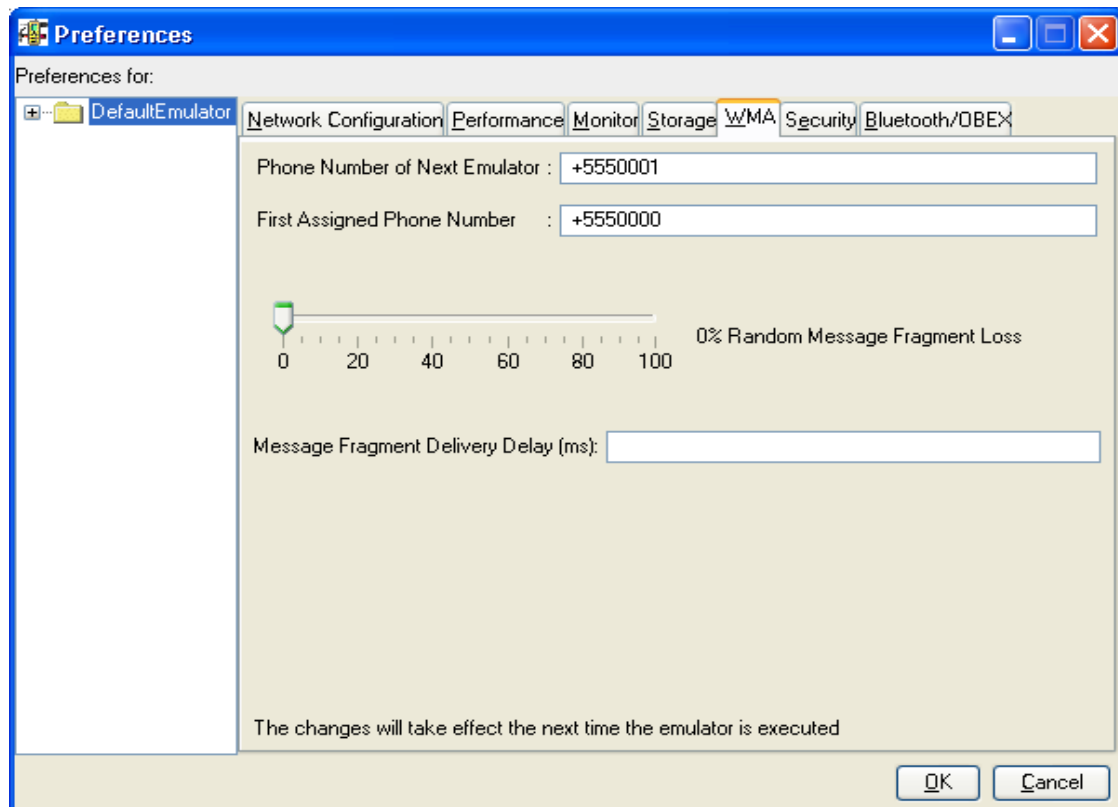 Preferences
Preferences for:
DefaultEmulator
Network Configuration Performance Monitor Storage WMA Security Bluetooth/OBEX
Phone Number of Next Emulator : +5550001
First Assigned Phone Number : +5550000
0% Random Message Fragment Loss
0 20 40 60 80 100
Message Fragment Delivery Delay (ms):
The changes will take effect the next time the emulator is executed
OK Cancel